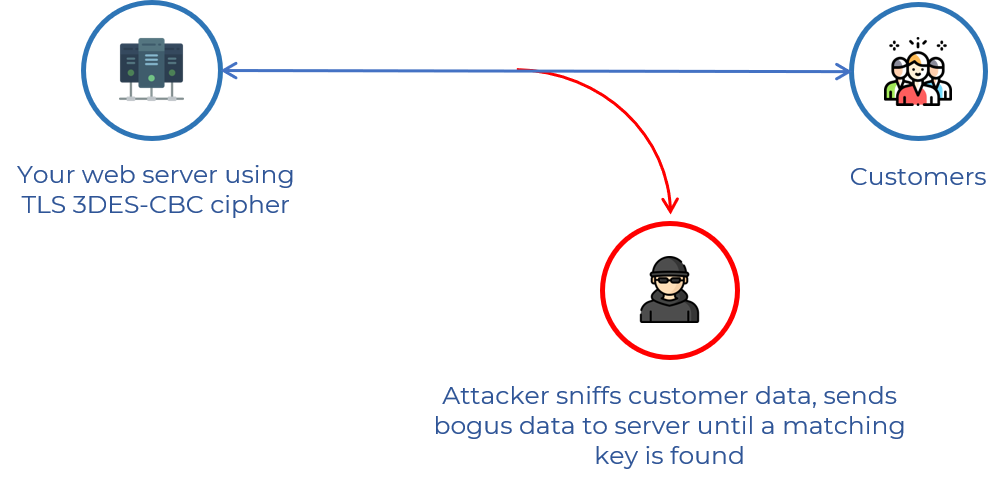 Your web server using
TLS 3DES-CBC cipher
Customers
Attacker sniffs customer data, sends
bogus data to server until a matching
key is found